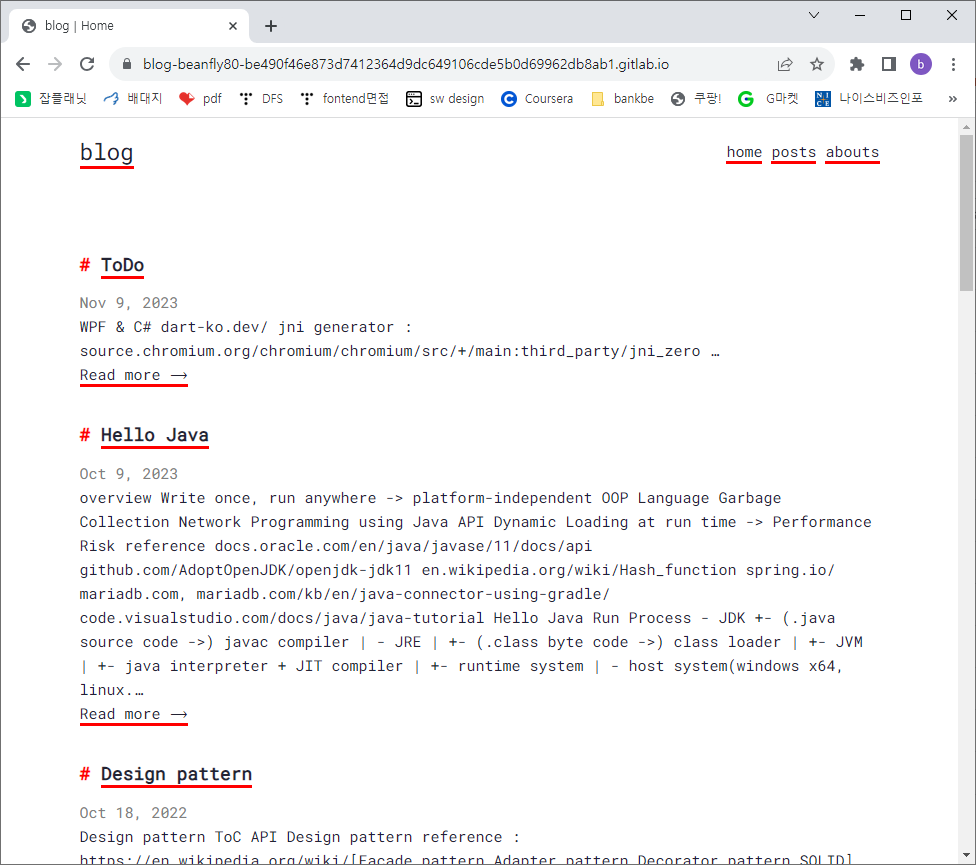 blog | Home
blog-beanfly80-be490f46e873d7412364d9dc649106cde5b0d69962db8ab1.gitlab.io
b
잡플래닛 배대지 pdf DFS fontend면접 sw design Coursera bankbe 쿠팡! G마켓 NICE 나이스비즈인포 »
blog
home posts abouts
# ToDo
Nov 9, 2023
WPF & C# dart-ko.dev/ jni generator :
source.chromium.org/chromium/chromium/src/+/main:third_party/jni_zero …
Read more ⟶
# Hello Java
Oct 9, 2023
overview Write once, run anywhere -> platform-independent OOP Language Garbage
Collection Network Programming using Java API Dynamic Loading at run time -> Performance
Risk reference docs.oracle.com/en/java/javase/11/docs/api
github.com/AdoptOpenJDK/openjdk-jdk11 en.wikipedia.org/wiki/Hash_function spring.io/
mariadb.com, mariadb.com/kb/en/java-connector-using-gradle/
code.visualstudio.com/docs/java/java-tutorial Hello Java Run Process - JDK +- (.java
source code ->) javac compiler | - JRE | +- (.class byte code ->) class loader | +- JVM
| +- java interpreter + JIT compiler | +- runtime system | - host system(windows x64,
linux.…
Read more ⟶
# Design pattern
Oct 18, 2022
Design pattern ToC API Design pattern reference :
https://en.wikipedia.org/wiki/[Facade_pattern,Adapter_pattern,Decorator_pattern,SOLID]